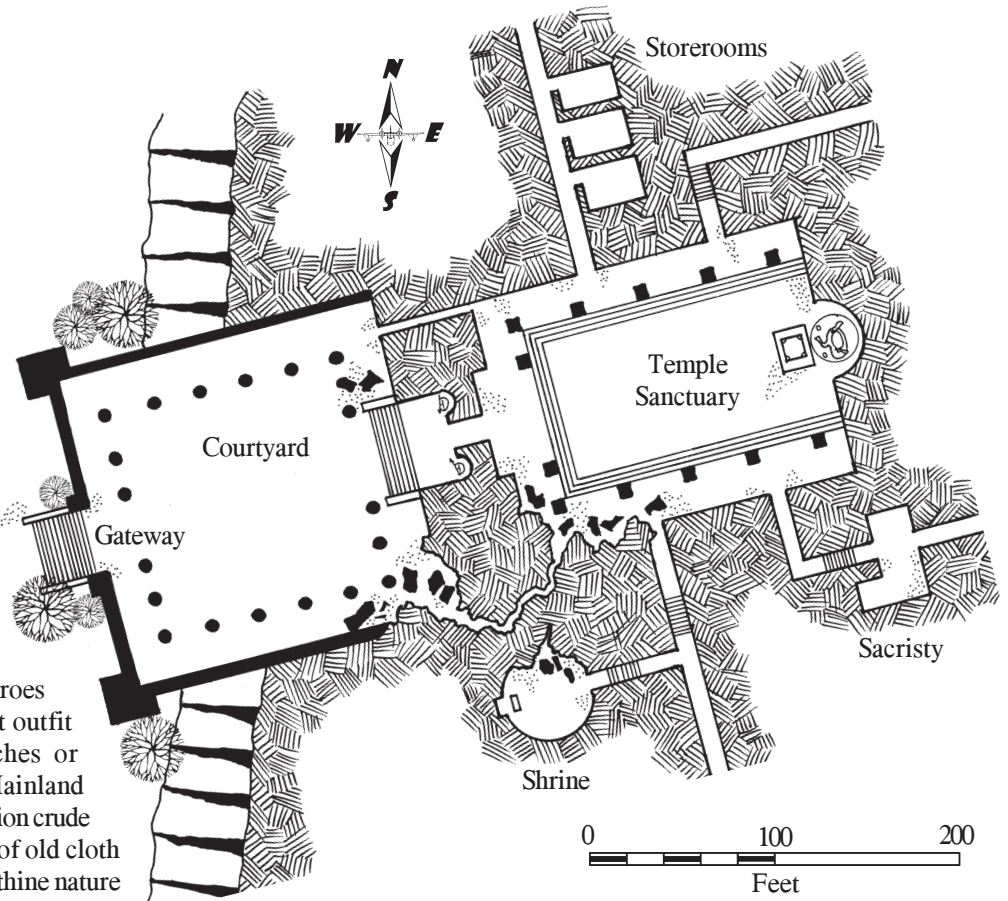 Storerooms
N
W E
S
Temple
Sanctuary
Courtyard
Gateway
Sacristy
Shrine
roes
t outfit
ches or
Mainland
ion crude
of old cloth
thine nature
0 100 200
Feet